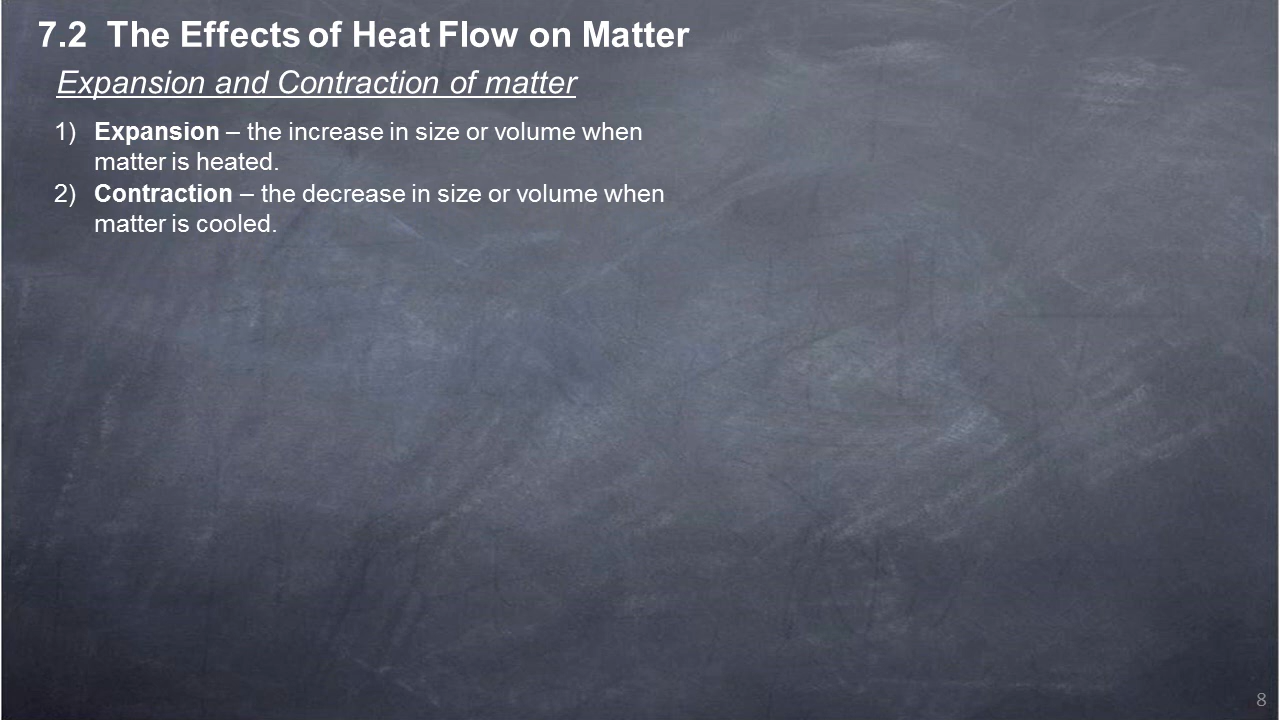 7.2 The Effects of Heat Flow on Matter
Expansion and Contraction of matter
1) Expansion – the increase in size or volume when
matter is heated.
2) Contraction – the decrease in size or volume when
matter is cooled.
8